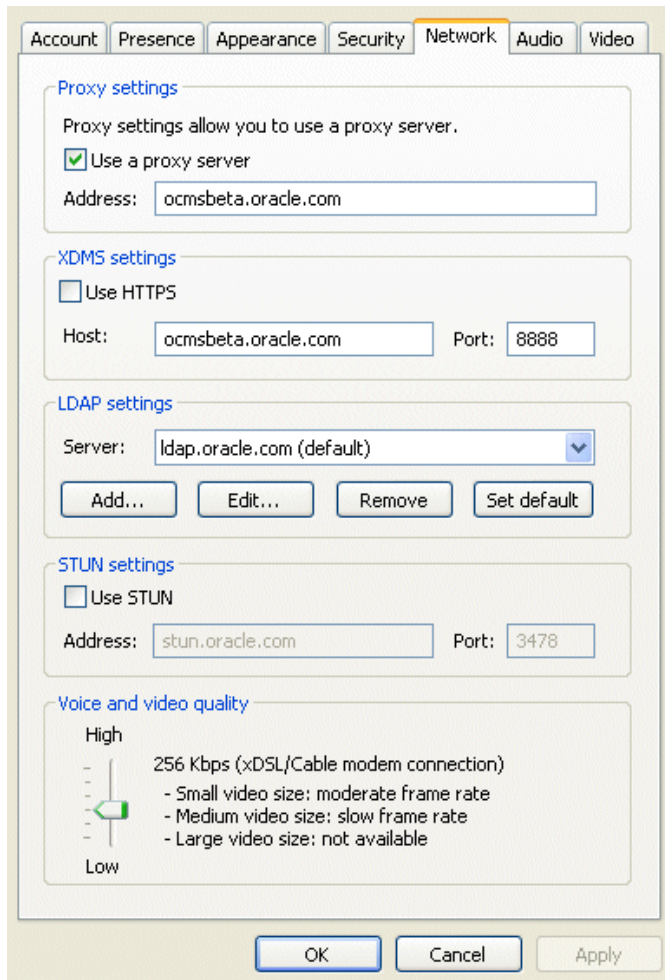 Account Presence Appearance Security Network Audio Video
Proxy settings
Proxy settings allow you to use a proxy server.
Use a proxy server
Address: ocmsbeta.oracle.com
XDMS settings
Use HTTPS
Host: ocmsbeta.oracle.com Port: 8888
LDAP settings
Server: ldap.oracle.com (default)
Add... Edit... Remove Set default
STUN settings
Use STUN
Address: stun.oracle.com Port: 3478
Voice and video quality
High
256 Kbps (xDSL/Cable modem connection)
- Small video size: moderate frame rate
- Medium video size: slow frame rate
- Large video size: not available
Low
OK Cancel Apply